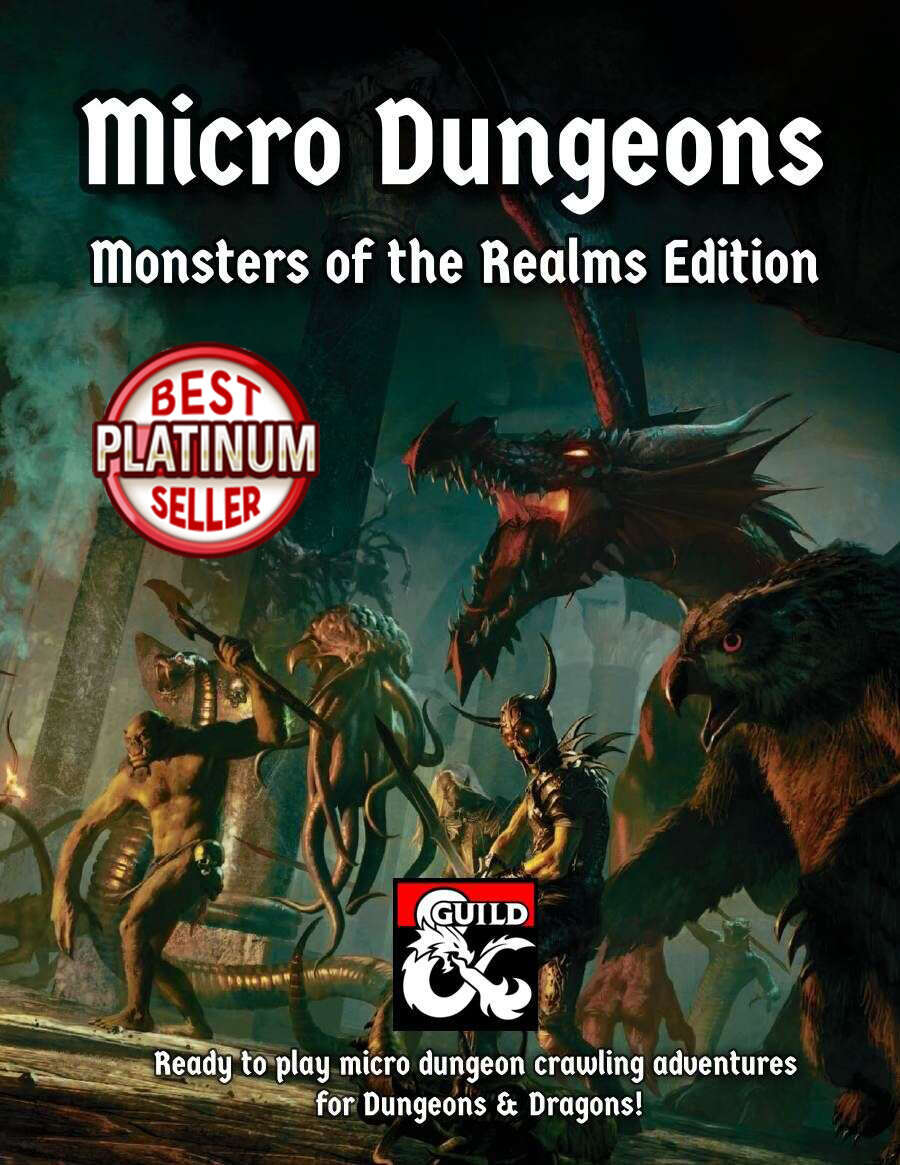 Micro Dungeons
Monsters of the Realms Edition
BEST
PLATINUM
SELLER
GUILD
Ready to play micro dungeon crawling adventures
for Dungeons & Dragons!